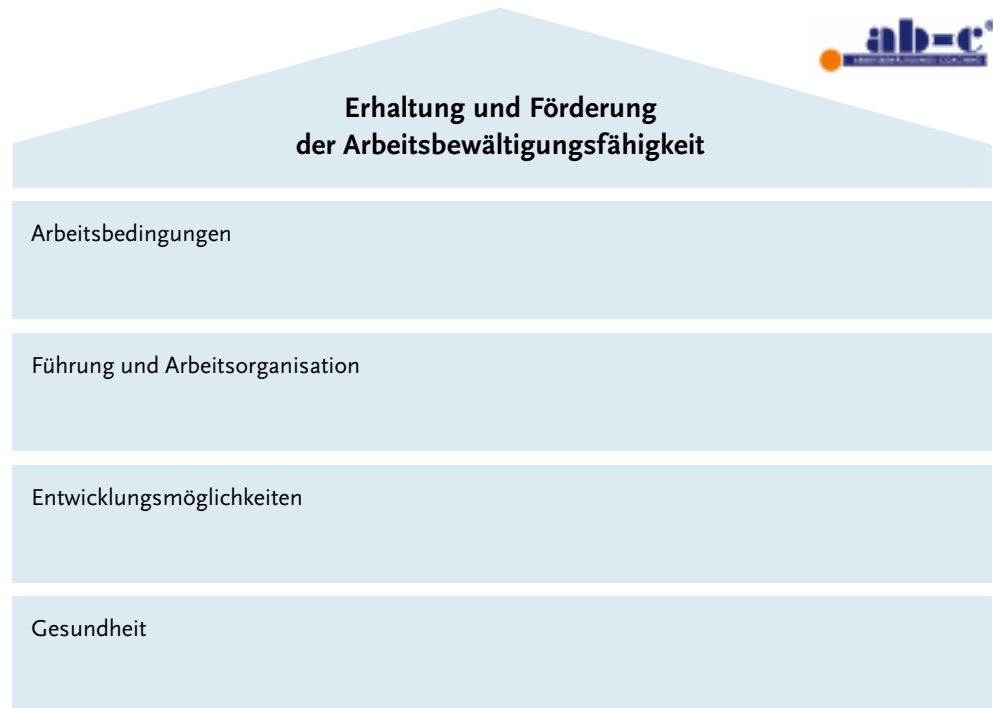 ab=c®
Erhaltung und Förderung
der Arbeitsbewältigungsfähigkeit
Arbeitsbedingungen
Führung und Arbeitsorganisation
Entwicklungsmöglichkeiten
Gesundheit